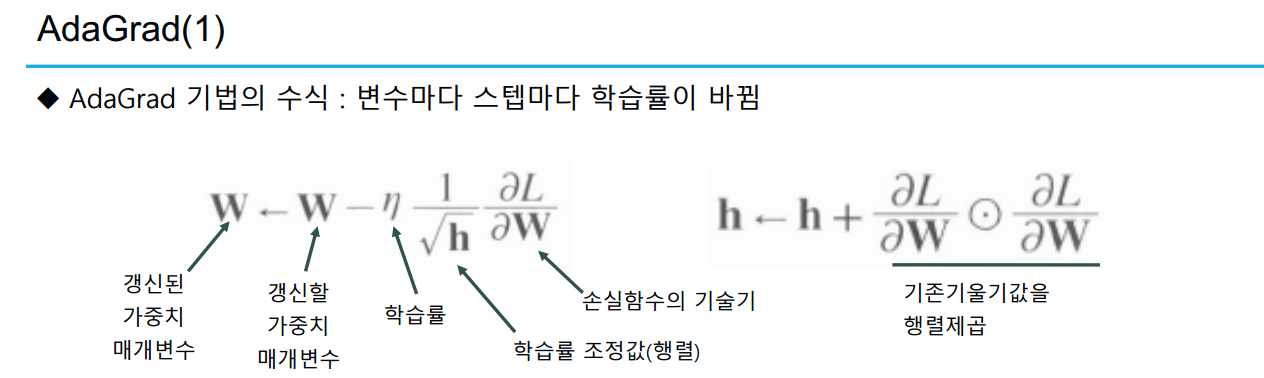 AdaGrad(1)
◆ AdaGrad 기법의 수식 : 변수마다 스텝마다 학습률이 바뀜
W ← W − η 1/√h ∂L/∂W
h ← h + ∂L/∂W ⊙ ∂L/∂W
갱신된
가중치
매개변수
갱신할
가중치
매개변수
학습률
손실함수의 기술기
학습률 조정값(행렬)
기존기울기값을
행렬제곱